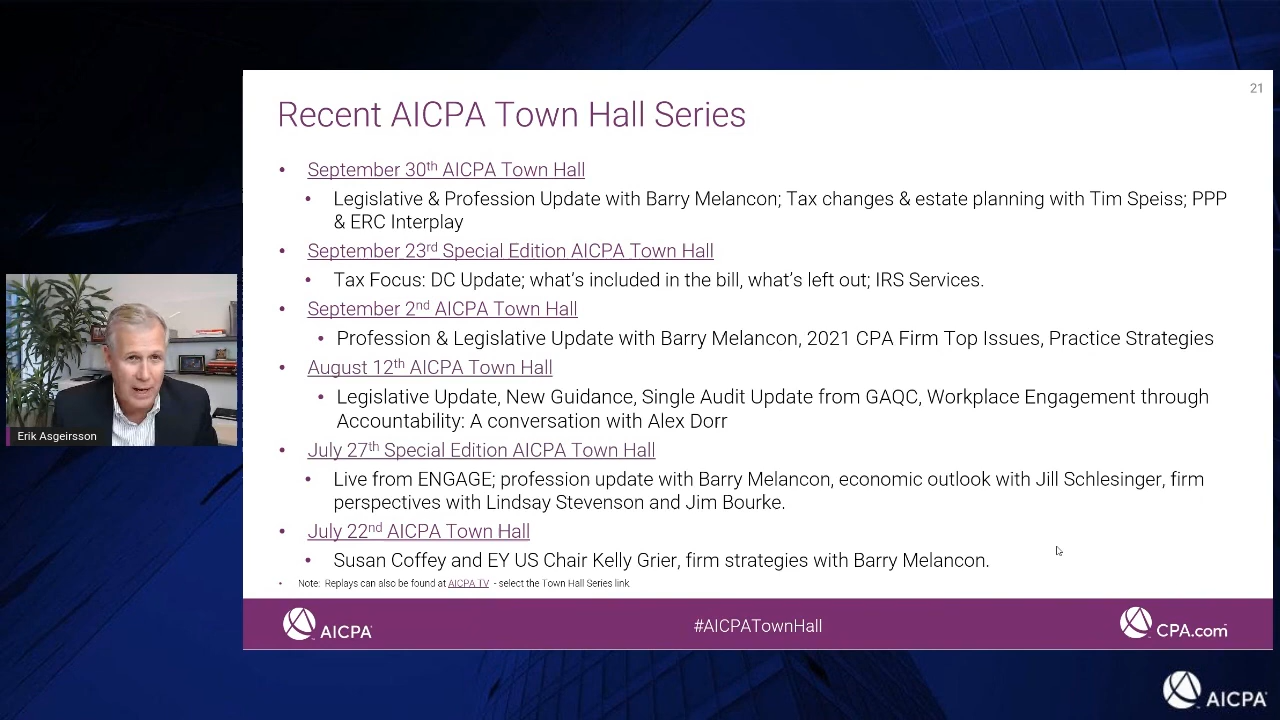 21
Recent AICPA Town Hall Series
• September 30th AICPA Town Hall
• Legislative & Profession Update with Barry Melancon; Tax changes & estate planning with Tim Speiss; PPP
& ERC Interplay
• September 23rd Special Edition AICPA Town Hall
• Tax Focus: DC Update; what's included in the bill, what's left out; IRS Services.
• September 2nd AICPA Town Hall
• Profession & Legislative Update with Barry Melancon, 2021 CPA Firm Top Issues, Practice Strategies
• August 12th AICPA Town Hall
• Legislative Update, New Guidance, Single Audit Update from GAQC, Workplace Engagement through
Accountability: A conversation with Alex Dorr
• July 27th Special Edition AICPA Town Hall
• Live from ENGAGE; profession update with Barry Melancon, economic outlook with Jill Schlesinger, firm
perspectives with Lindsay Stevenson and Jim Bourke.
• July 22nd AICPA Town Hall
• Susan Coffey and EY US Chair Kelly Grier, firm strategies with Barry Melancon.
• Note: Replays can also be found at AICPA TV - select the Town Hall Series link
Erik Asgeirsson
AICPA
#AICPATownHall
CPA.com
AICPA